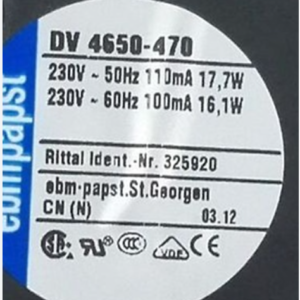 ebmpapst
DV 4650-470
230V ~ 50Hz 110mA 17,7W
230V ~ 60Hz 100mA 16,1W
Rittal Ident.-Nr. 325920
ebm-papst.St.Georgen
CN (N) 03.12